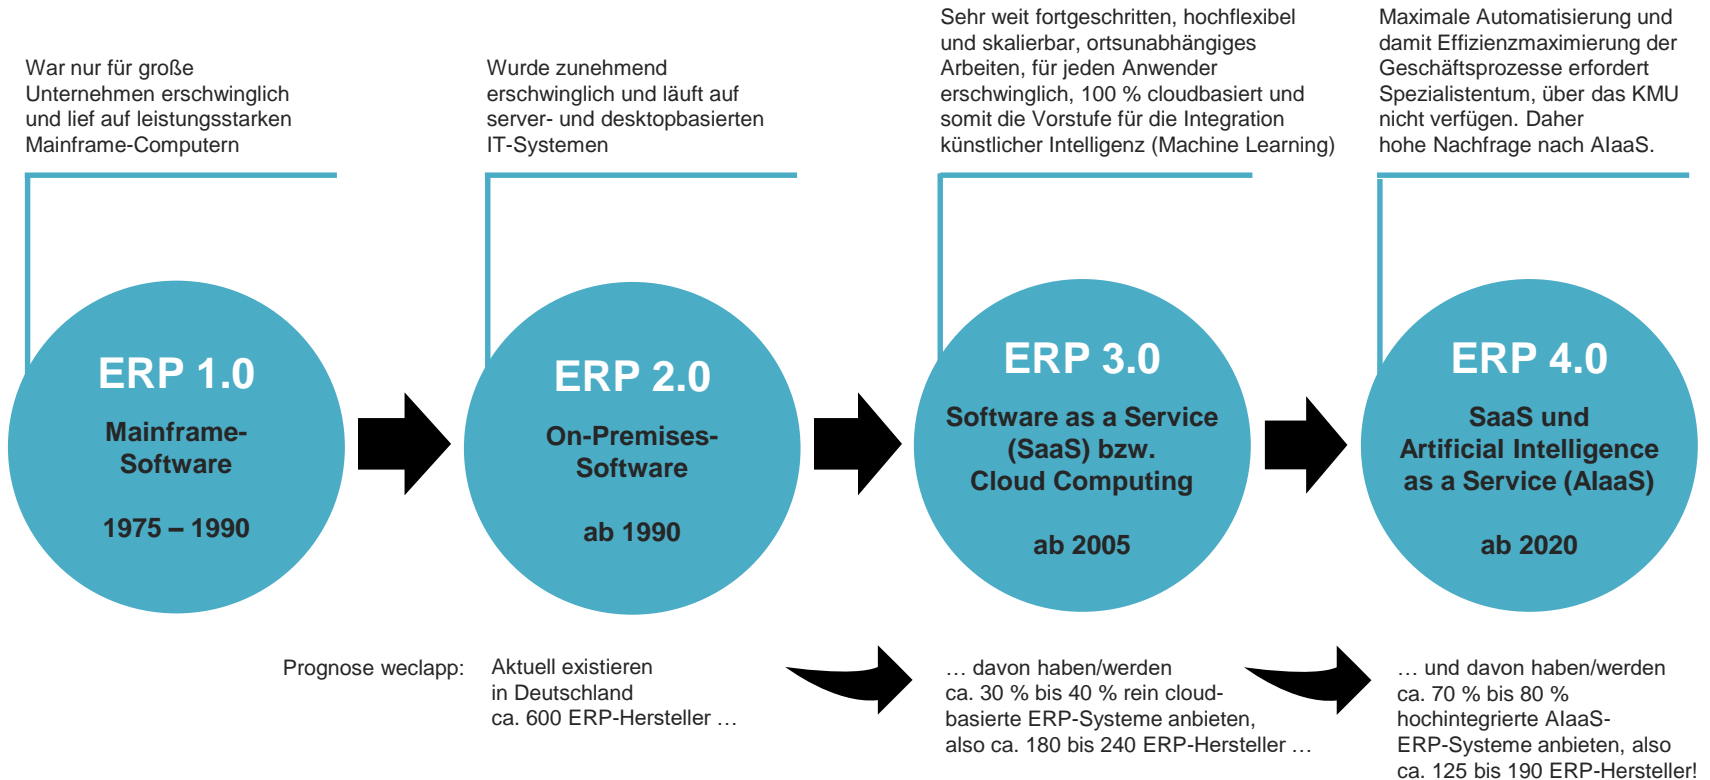 War nur für große
Unternehmen erschwinglich
und lief auf leistungsstarken
Mainframe-Computern
Wurde zunehmend
erschwinglich und läuft auf
server- und desktopbasierten
IT-Systemen
Sehr weit fortgeschritten, hochflexibel
und skalierbar, ortsunabhängiges
Arbeiten, für jeden Anwender
erschwinglich, 100 % cloudbasiert und
somit die Vorstufe für die Integration
künstlicher Intelligenz (Machine Learning)
Maximale Automatisierung und
damit Effizienzmaximierung der
Geschäftsprozesse erfordert
Spezialistentum, über das KMU
nicht verfügen. Daher
hohe Nachfrage nach AIaaS.
ERP 1.0
Mainframe-
Software
1975 – 1990
ERP 2.0
On-Premises-
Software
ab 1990
ERP 3.0
Software as a Service
(SaaS) bzw.
Cloud Computing
ab 2005
ERP 4.0
SaaS und
Artificial Intelligence
as a Service (AIaaS)
ab 2020
Prognose weclapp:
Aktuell existieren
in Deutschland
ca. 600 ERP-Hersteller …
… davon haben/werden
ca. 30 % bis 40 % rein cloud-
basierte ERP-Systeme anbieten,
also ca. 180 bis 240 ERP-Hersteller …
… und davon haben/werden
ca. 70 % bis 80 %
hochintegrierte AIaaS-
ERP-Systeme anbieten, also
ca. 125 bis 190 ERP-Hersteller!